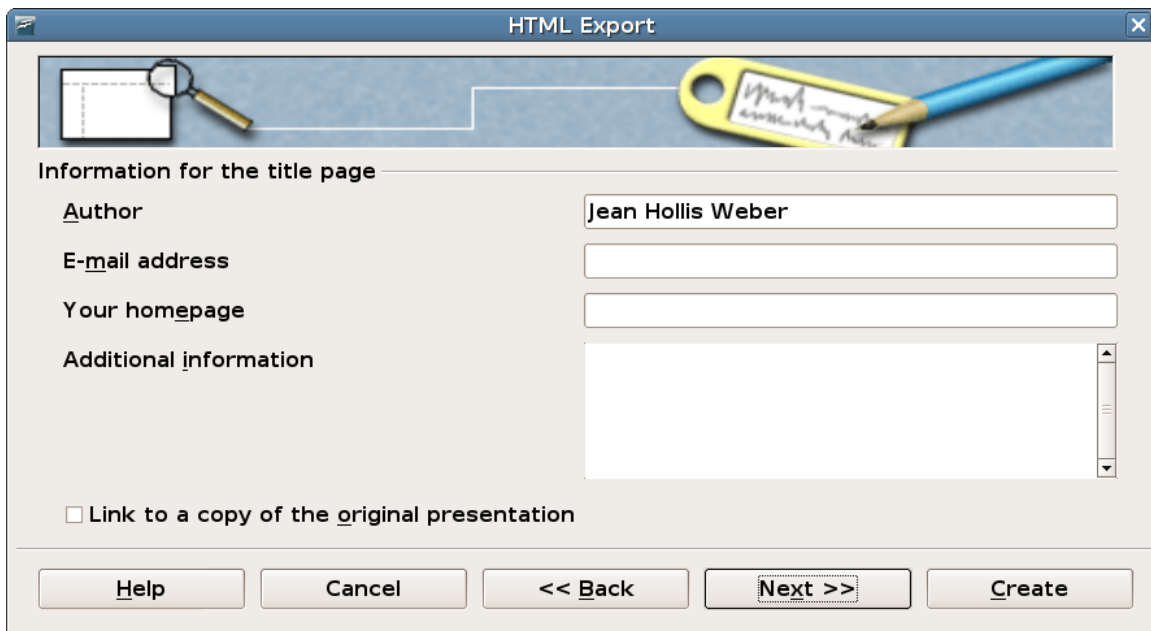 HTML Export
Information for the title page
Author
Jean Hollis Weber
E-mail address
Your homepage
Additional information
Link to a copy of the original presentation
Help
Cancel
<< Back
Next >>
Create